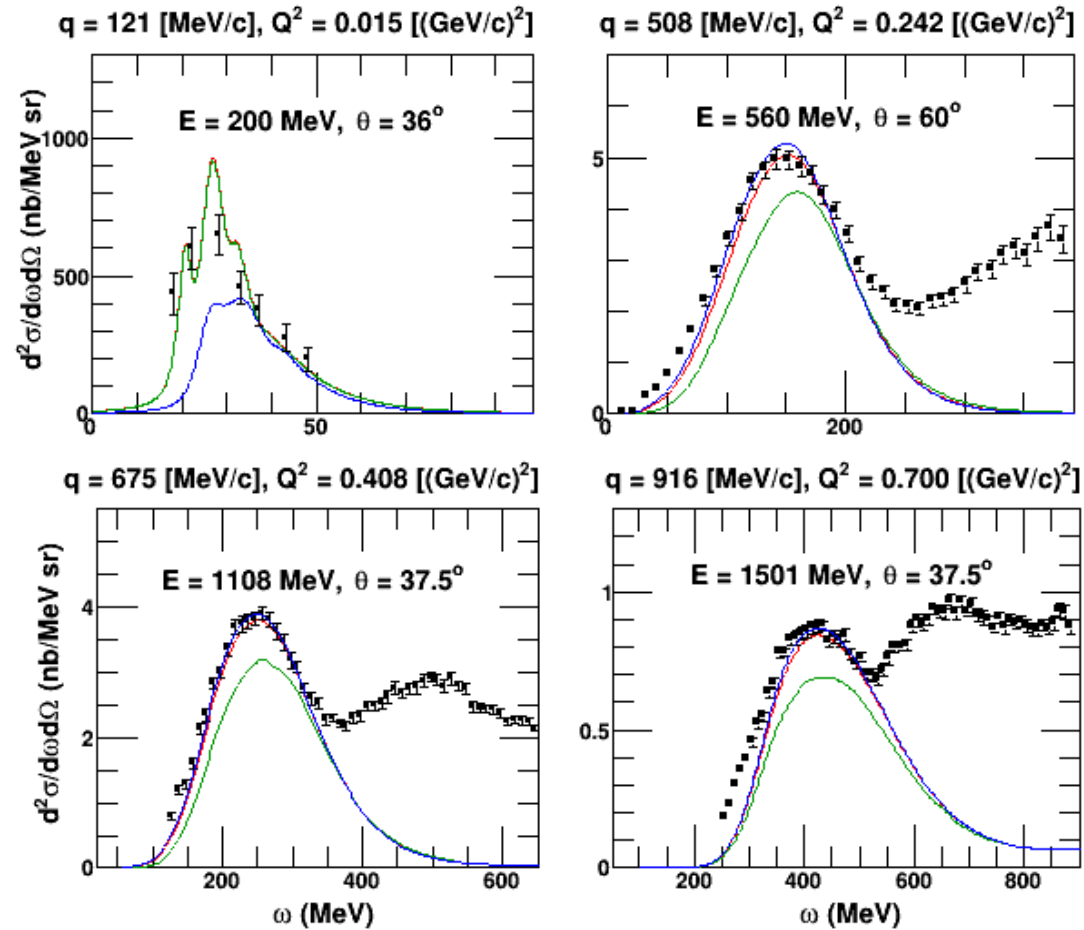 q = 121 [MeV/c], Q² = 0.015 [(GeV/c)²]
E = 200 MeV, θ = 36°
d²σ/dωdΩ (nb/MeV sr)
1000
500
0
0 50
q = 508 [MeV/c], Q² = 0.242 [(GeV/c)²]
E = 560 MeV, θ = 60°
5
0
200
q = 675 [MeV/c], Q² = 0.408 [(GeV/c)²]
E = 1108 MeV, θ = 37.5°
d²σ/dωdΩ (nb/MeV sr)
4
2
0
200 400 600
ω (MeV)
q = 916 [MeV/c], Q² = 0.700 [(GeV/c)²]
E = 1501 MeV, θ = 37.5°
1
0.5
0
200 400 600 800
ω (MeV)